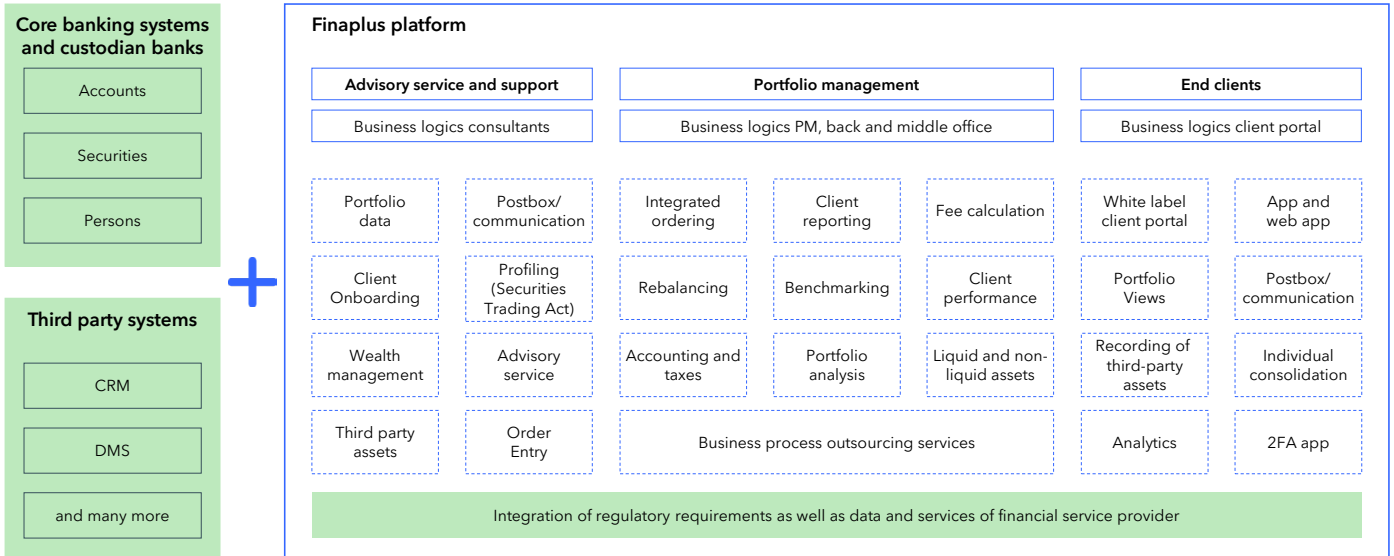 Core banking systems
and custodian banks
Accounts
Securities
Persons
Third party systems
CRM
DMS
and many more
Finaplus platform
Advisory service and support
Business logics consultants
Portfolio management
Business logics PM, back and middle office
End clients
Business logics client portal
Portfolio
data
Postbox/
communication
Integrated
ordering
Client
reporting
Fee calculation
White label
client portal
App and
web app
Client
Onboarding
Profiling
(Securities
Trading Act)
Rebalancing
Benchmarking
Client
performance
Portfolio
Views
Postbox/
communication
Wealth
management
Advisory
service
Accounting and
taxes
Portfolio
analysis
Liquid and non-
liquid assets
Recording of
third-party
assets
Individual
consolidation
Third party
assets
Order
Entry
Business process outsourcing services
Analytics
2FA app
Integration of regulatory requirements as well as data and services of financial service provider